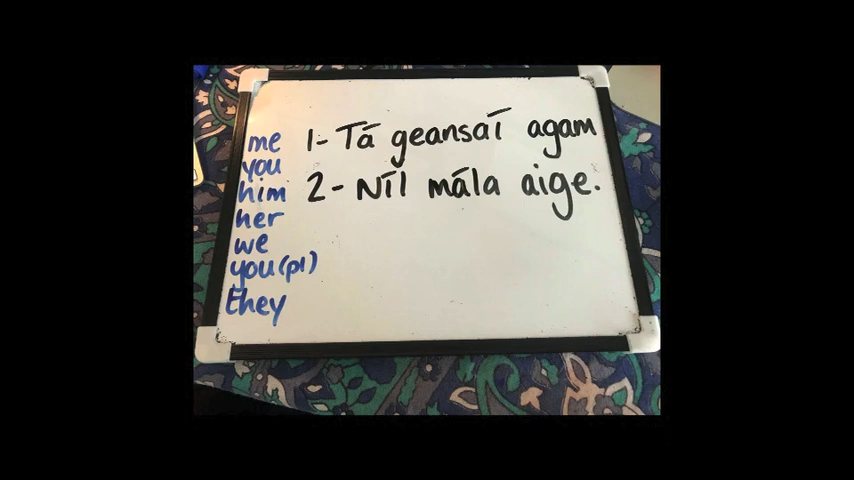 me
you
him
her
we
you(pl)
they
1- Tá geansaí agam
2- Níl mála aige.